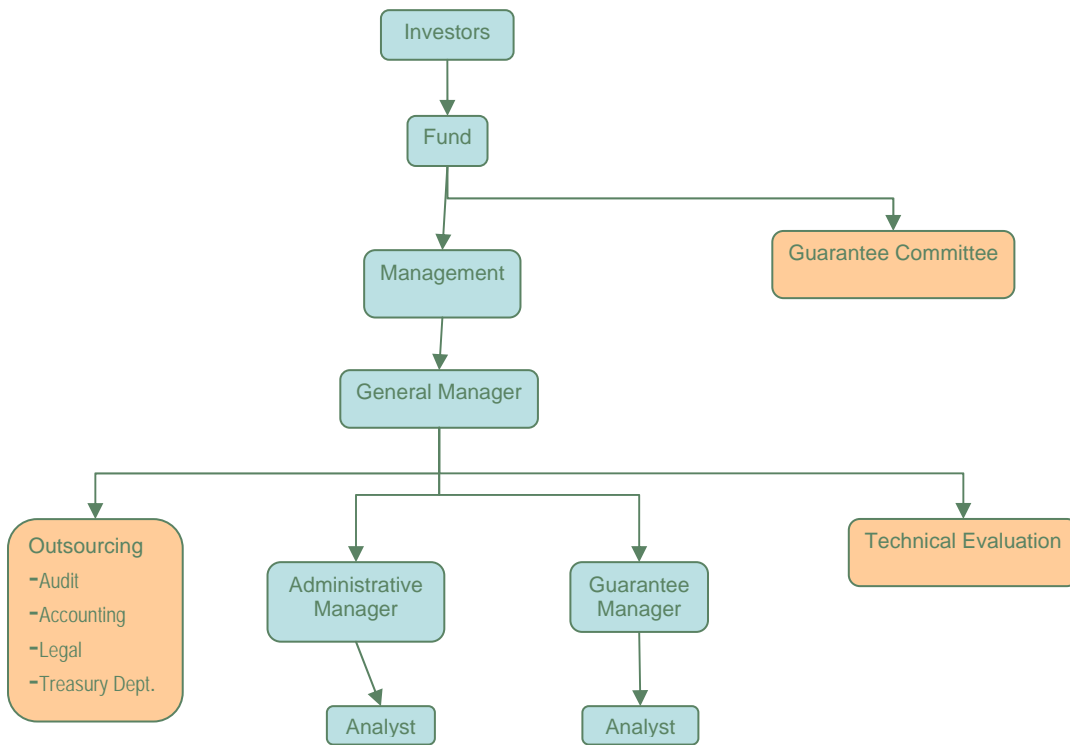 Investors
Fund
Management
Guarantee Committee
General Manager
Outsourcing
-Audit
-Accounting
-Legal
-Treasury Dept.
Administrative
Manager
Guarantee
Manager
Technical Evaluation
Analyst
Analyst